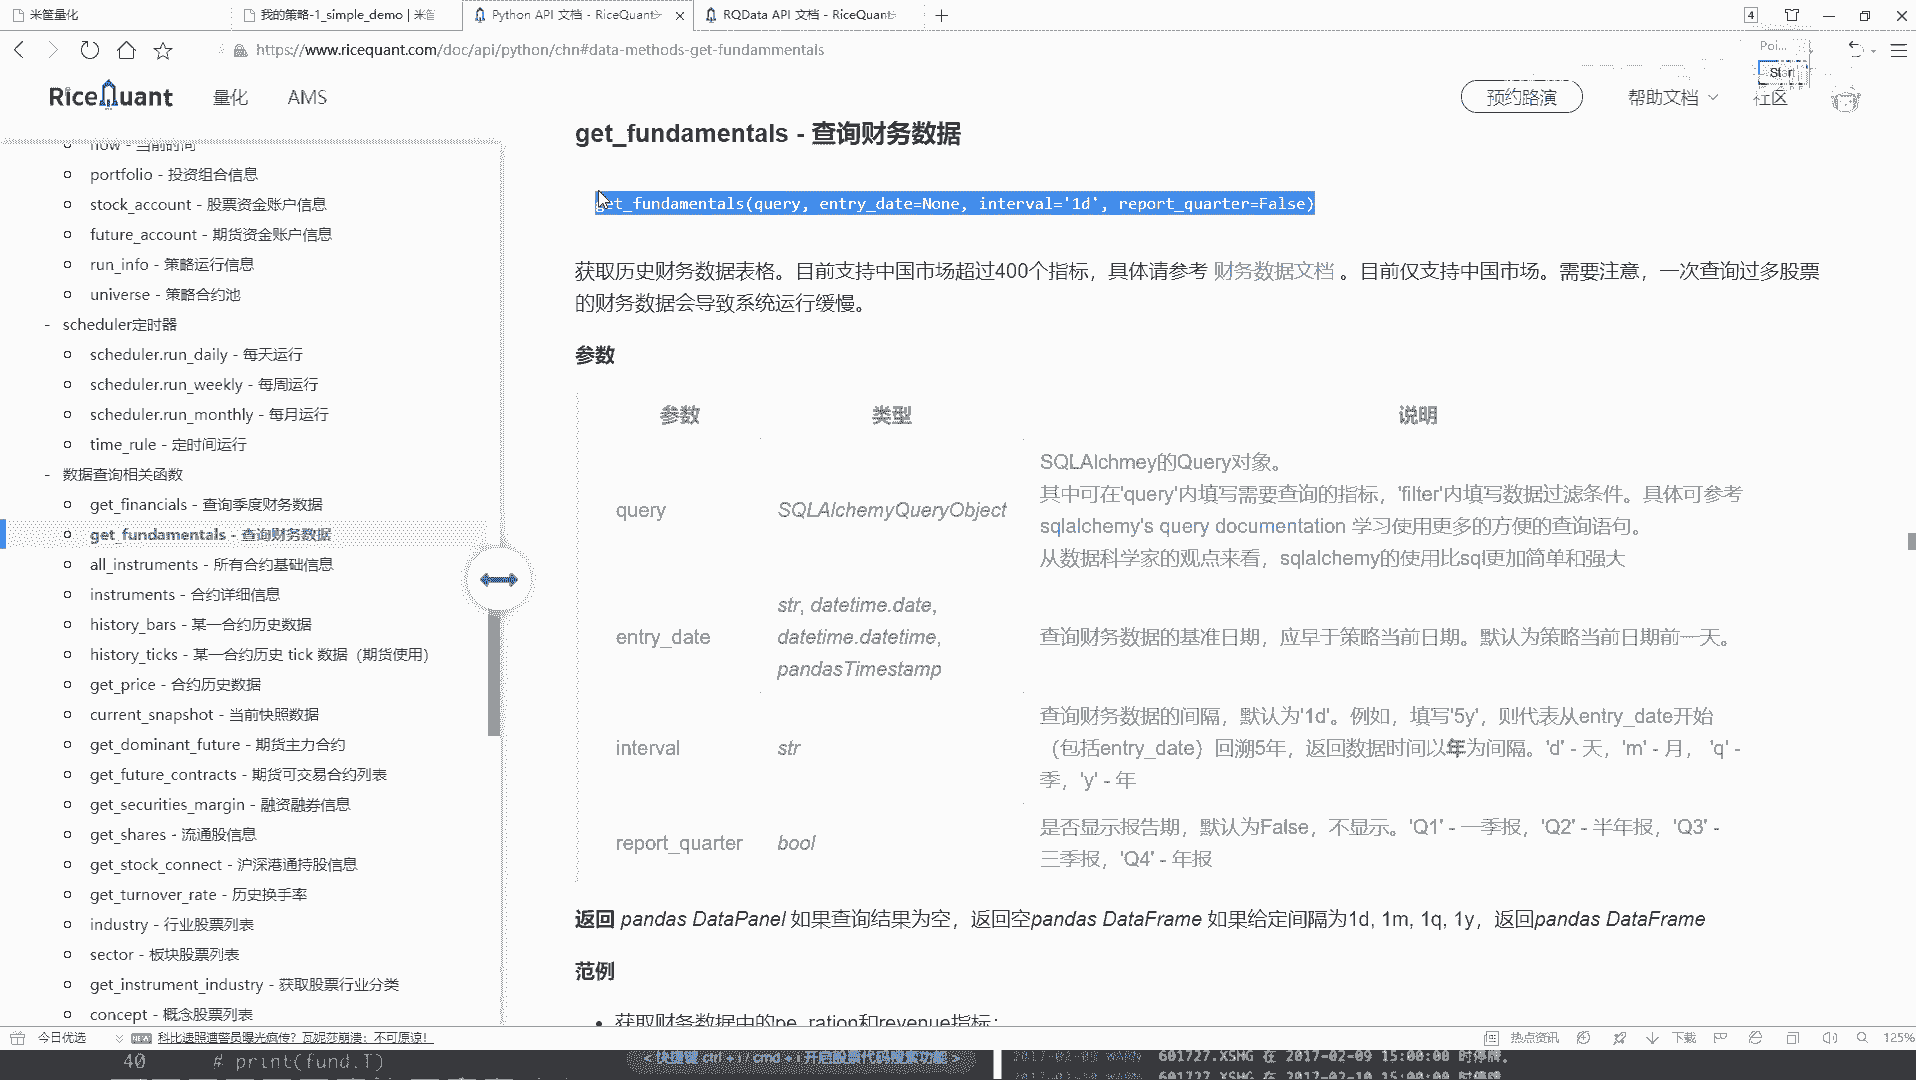 米筐量化
我的策略-1_simple_demo | 米筐
Python API 文档 - RiceQuant
RQData API 文档 - RiceQuant
4
https://www.ricequant.com/doc/api/python/chn#data-methods-get-fundammentals
Poi...
Start
RiceQuant
量化
AMS
预约路演
帮助文档
社区
now - 当前时间
portfolio - 投资组合信息
stock_account - 股票资金账户信息
future_account - 期货资金账户信息
run_info - 策略运行信息
universe - 策略合约池
- scheduler定时器
scheduler.run_daily - 每天运行
scheduler.run_weekly - 每周运行
scheduler.run_monthly - 每月运行
time_rule - 定时间运行
- 数据查询相关函数
get_financials - 查询季度财务数据
get_fundamentals - 查询财务数据
all_instruments - 所有合约基础信息
instruments - 合约详细信息
history_bars - 某一合约历史数据
history_ticks - 某一合约历史 tick 数据（期货使用）
get_price - 合约历史数据
current_snapshot - 当前快照数据
get_dominant_future - 期货主力合约
get_future_contracts - 期货可交易合约列表
get_securities_margin - 融资融券信息
get_shares - 流通股信息
get_stock_connect - 沪深港通持股信息
get_turnover_rate - 历史换手率
industry - 行业股票列表
sector - 板块股票列表
get_instrument_industry - 获取股票行业分类
concept - 概念股票列表
get_fundamentals - 查询财务数据
get_fundamentals(query, entry_date=None, interval='1d', report_quarter=False)
获取历史财务数据表格。目前支持中国市场超过400个指标，具体请参考 财务数据文档 。目前仅支持中国市场。需要注意，一次查询过多股票
的财务数据会导致系统运行缓慢。
参数
参数 类型 说明
query
SQLAlchemyQueryObject
SQLAlchmey的Query对象。
其中可在'query'内填写需要查询的指标，'filter'内填写数据过滤条件。具体可参考
sqlalchemy's query documentation 学习使用更多的方便的查询语句。
从数据科学家的观点来看，sqlalchemy的使用比sql更加简单和强大
entry_date
str, datetime.date,
datetime.datetime,
pandasTimestamp
查询财务数据的基准日期，应早于策略当前日期。默认为策略当前日期前一天。
interval
str
查询财务数据的间隔，默认为'1d'。例如，填写'5y'，则代表从entry_date开始
（包括entry_date）回溯5年，返回数据时间以年为间隔。'd' - 天，'m' - 月， 'q' -
季，'y' - 年
report_quarter
bool
是否显示报告期，默认为False，不显示。'Q1' - 一季报，'Q2' - 半年报，'Q3' -
三季报，'Q4' - 年报
返回 pandas DataPanel 如果查询结果为空，返回空pandas DataFrame 如果给定间隔为1d, 1m, 1q, 1y，返回pandas DataFrame
范例
获取财务数据中的pe_ration和revenue指标：
今日优选
科比遗照遭警员曝光疯传？瓦妮莎崩溃：不可原谅！
热点资讯
下载
125%
40 # print(fund.T)
601727.XSHG 在 2017-02-09 15:00:00 时停牌。
601727.XSHG 在 2017-02-10 15:00:00 时停牌。